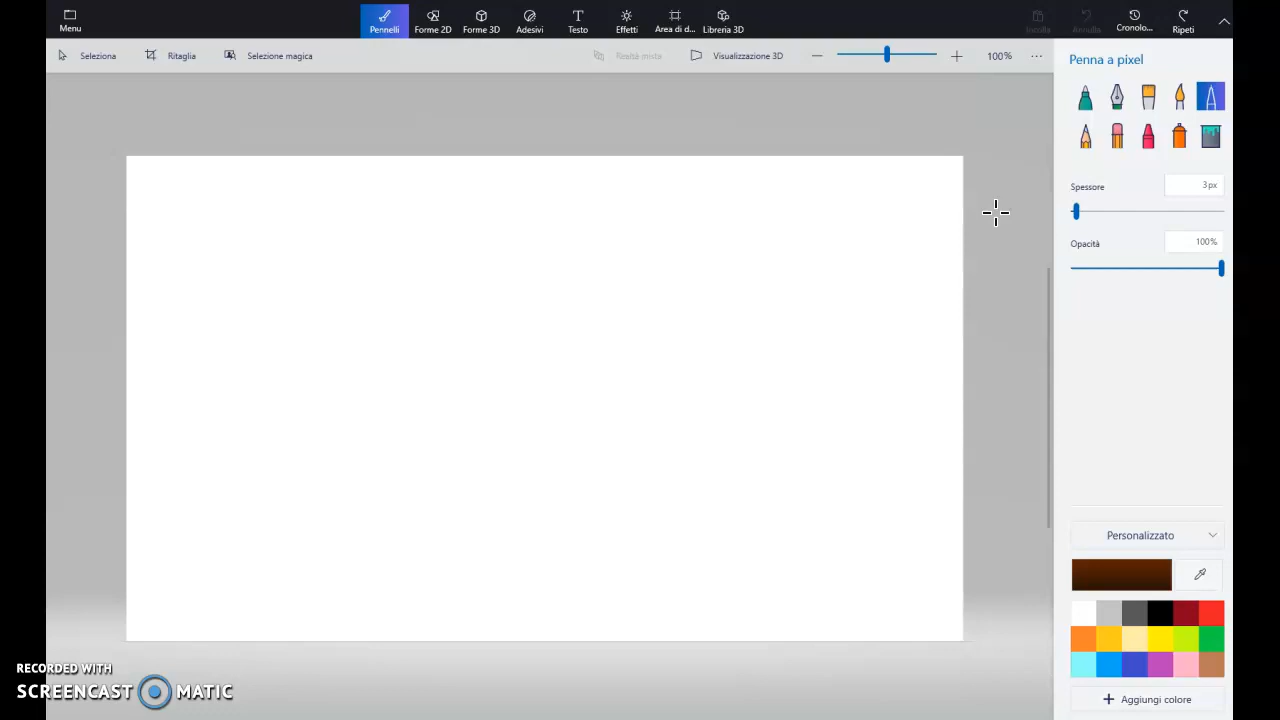 Menu
Pennelli
Forme 2D
Forme 3D
Adesivi
Testo
Effetti
Area di d...
Libreria 3D
Incolla
Annulla
Cronolo...
Ripeti
Seleziona
Ritaglia
Selezione magica
Realtà mista
Visualizzazione 3D
100%
Penna a pixel
Spessore
3px
Opacità
100%
Personalizzato
Aggiungi colore
RECORDED WITH
SCREENCAST MATIC